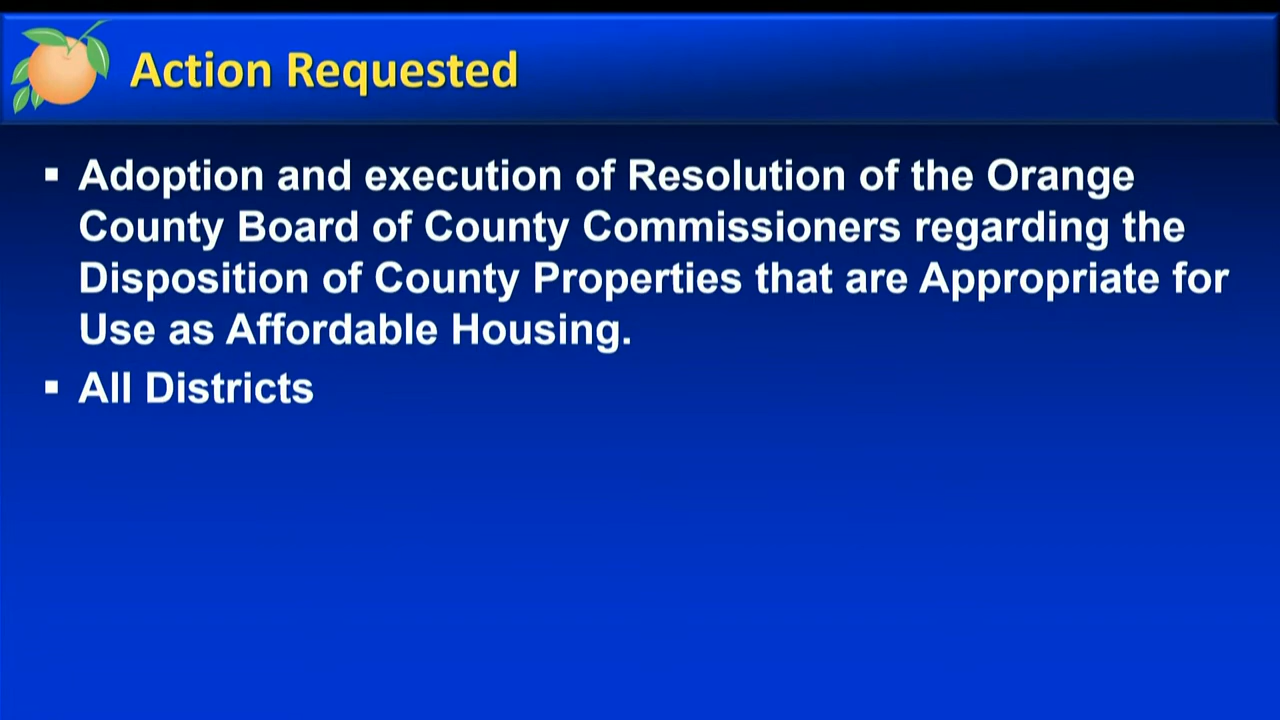 Action Requested
▪ Adoption and execution of Resolution of the Orange
County Board of County Commissioners regarding the
Disposition of County Properties that are Appropriate for
Use as Affordable Housing.
▪ All Districts